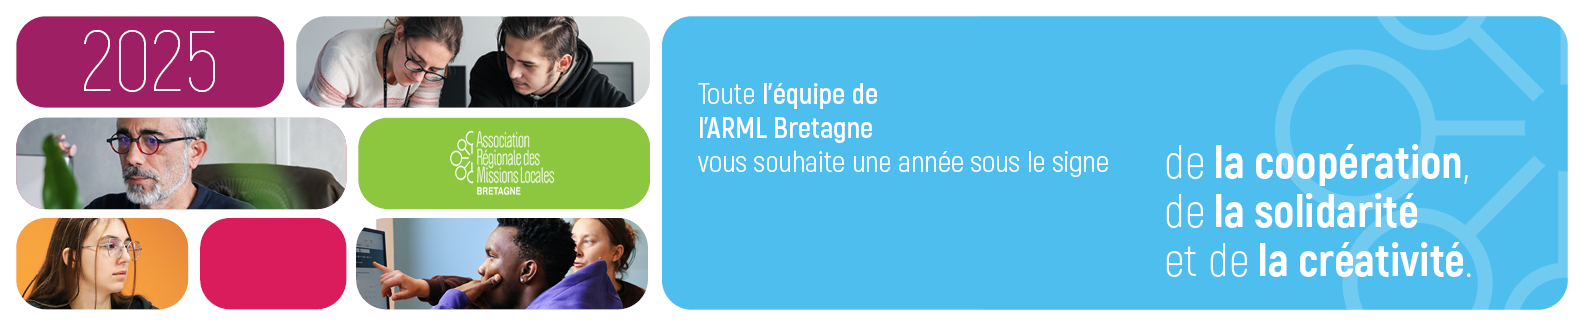 2025
Association
Régionale des
Missions Locales
BRETAGNE
Toute l'équipe de
l'ARML Bretagne
vous souhaite une année sous le signe
de la coopération,
de la solidarité
et de la créativité.